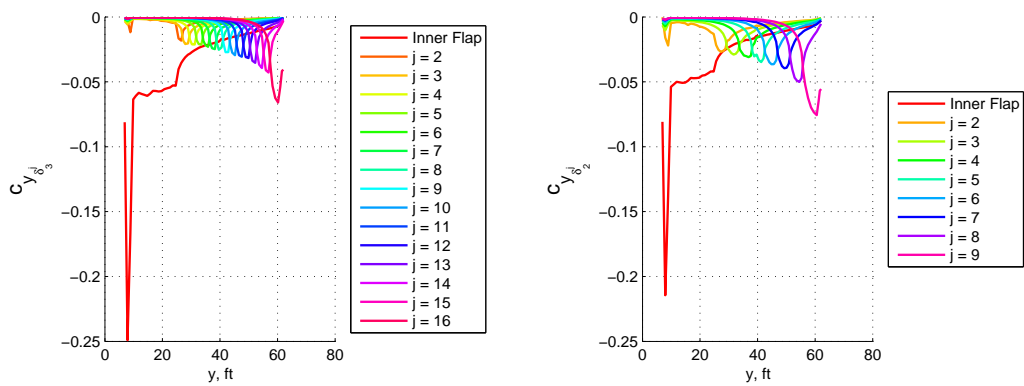 0
−0.05
−0.1
−0.15
−0.2
−0.25
0 20 40 60 80
y, ft
c_{y_{δ_3^j}}
Inner Flap
j = 2
j = 3
j = 4
j = 5
j = 6
j = 7
j = 8
j = 9
j = 10
j = 11
j = 12
j = 13
j = 14
j = 15
j = 16
0
−0.05
−0.1
−0.15
−0.2
−0.25
0 20 40 60 80
y, ft
c_{y_{δ_2^j}}
Inner Flap
j = 2
j = 3
j = 4
j = 5
j = 6
j = 7
j = 8
j = 9